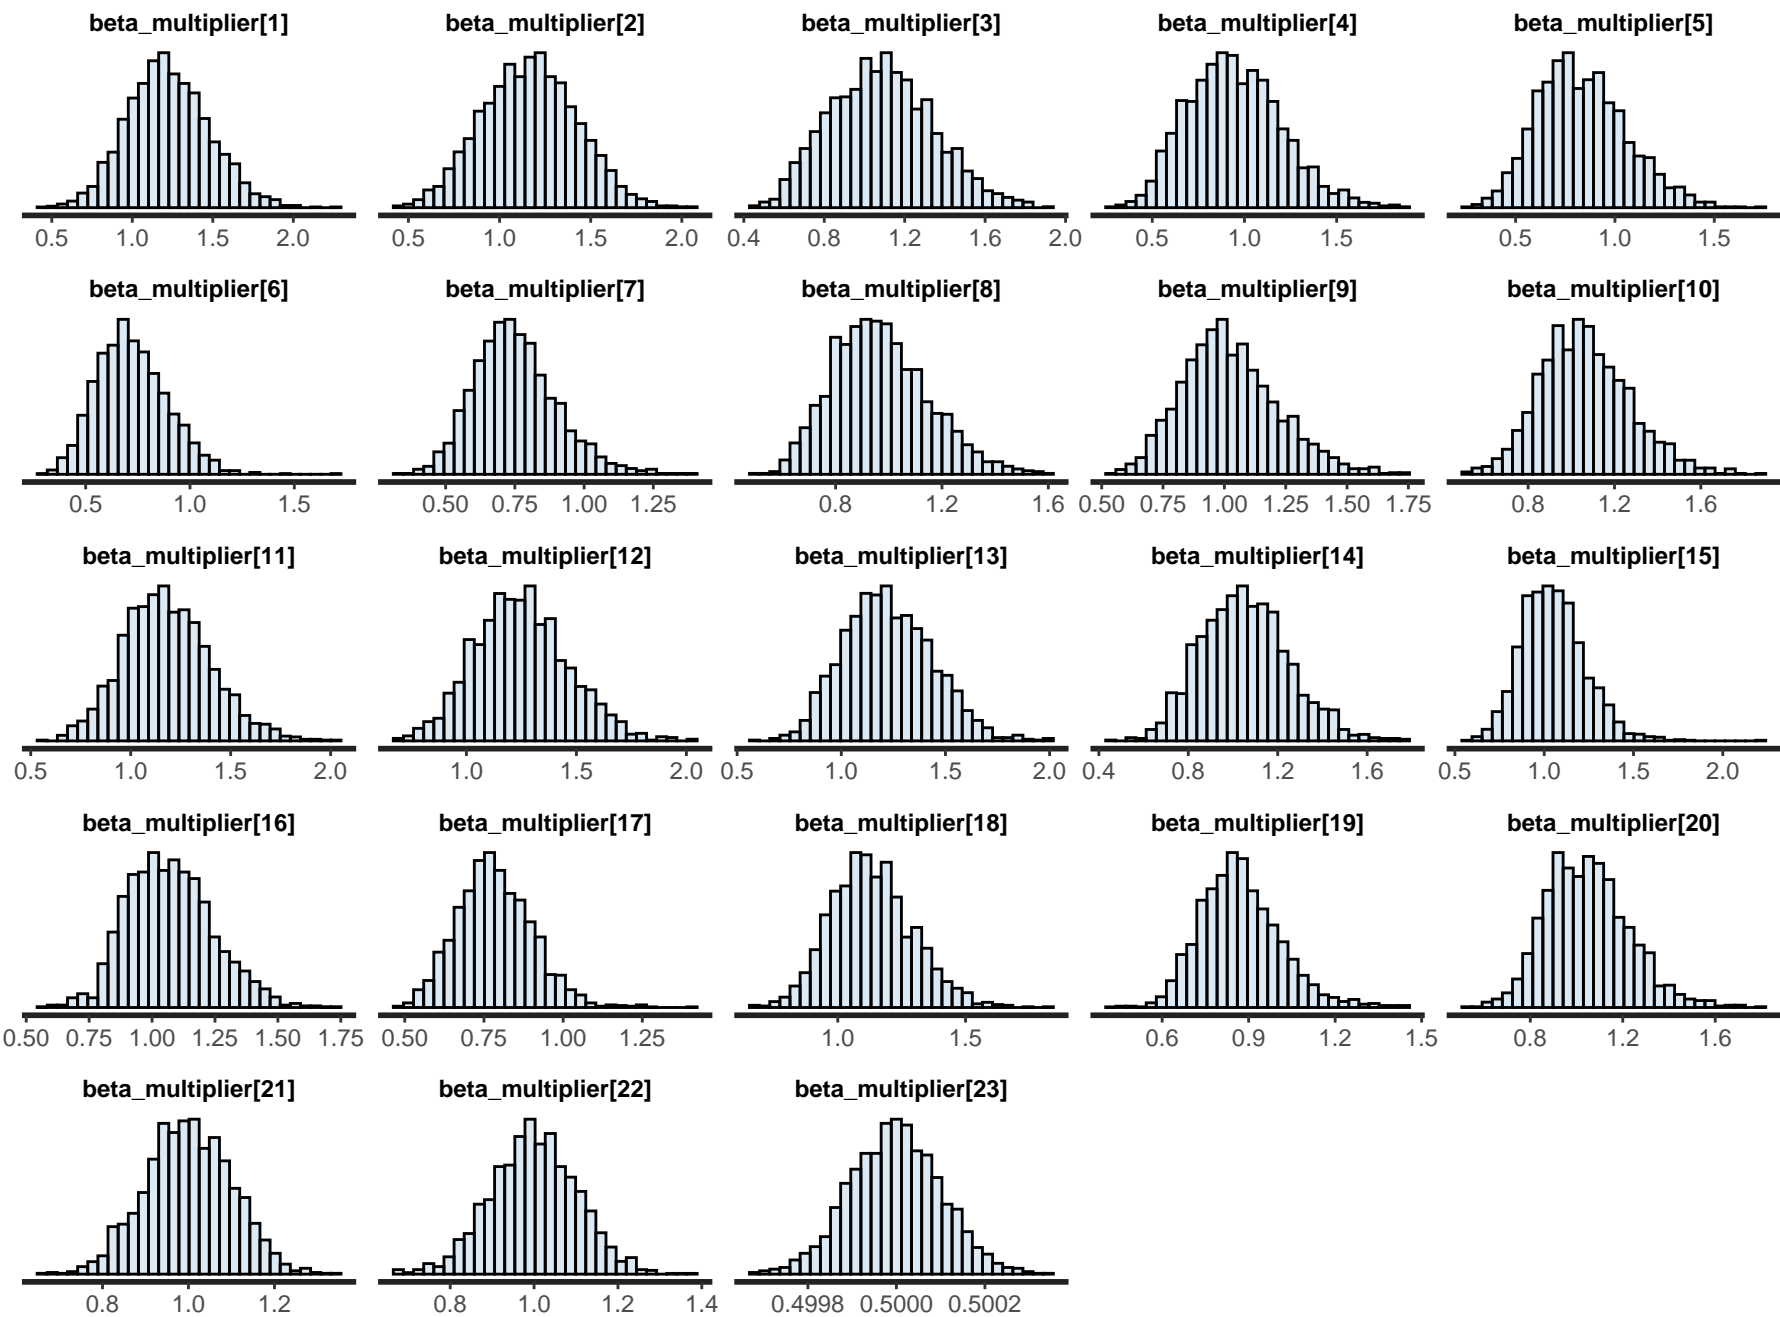 beta_multiplier[1] beta_multiplier[2] beta_multiplier[3] beta_multiplier[4] beta_multiplier[5]
0.5 1.0 1.5 2.0 0.5 1.0 1.5 2.0 0.4 0.8 1.2 1.6 2.0 0.5 1.0 1.5 0.5 1.0 1.5
beta_multiplier[6] beta_multiplier[7] beta_multiplier[8] beta_multiplier[9] beta_multiplier[10]
0.5 1.0 1.5 0.50 0.75 1.00 1.25 0.8 1.2 1.6 0.50 0.75 1.00 1.25 1.50 1.75 0.8 1.2 1.6
beta_multiplier[11] beta_multiplier[12] beta_multiplier[13] beta_multiplier[14] beta_multiplier[15]
0.5 1.0 1.5 2.0 1.0 1.5 2.0 0.5 1.0 1.5 2.0 0.4 0.8 1.2 1.6 0.5 1.0 1.5 2.0
beta_multiplier[16] beta_multiplier[17] beta_multiplier[18] beta_multiplier[19] beta_multiplier[20]
0.50 0.75 1.00 1.25 1.50 1.75 0.50 0.75 1.00 1.25 1.0 1.5 0.6 0.9 1.2 1.5 0.8 1.2 1.6
beta_multiplier[21] beta_multiplier[22] beta_multiplier[23]
0.8 1.0 1.2 0.8 1.0 1.2 1.4 0.4998 0.5000 0.5002